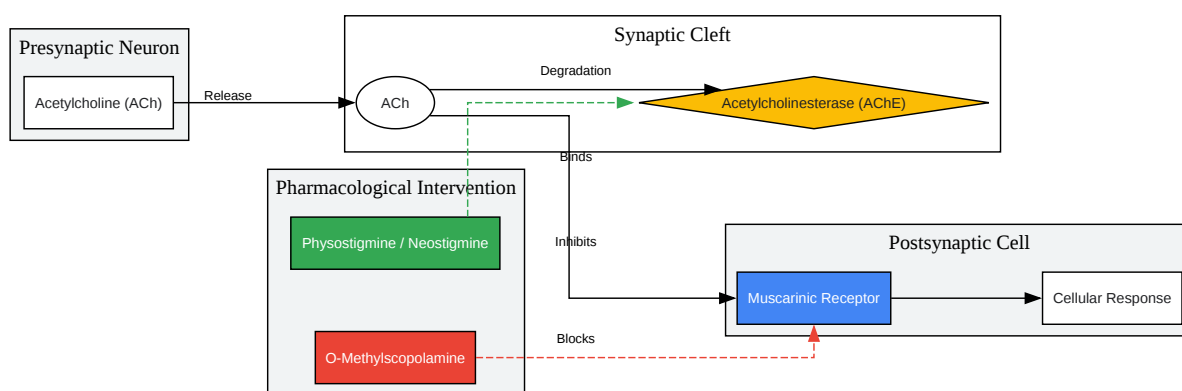 Presynaptic Neuron
Acetylcholine (ACh)
Release
Synaptic Cleft
ACh
Degradation
Acetylcholinesterase (AChE)
Binds
Pharmacological Intervention
Physostigmine / Neostigmine
Inhibits
O-Methylscopolamine
Blocks
Postsynaptic Cell
Muscarinic Receptor
Cellular Response